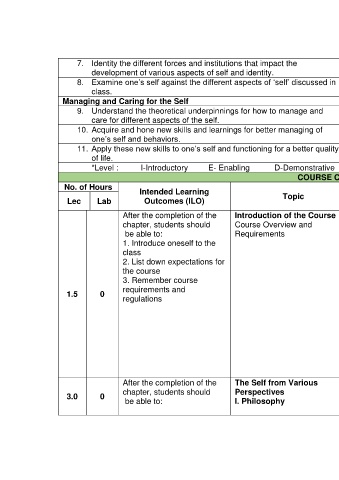 7. Identity the different forces and institutions that impact the
development of various aspects of self and identity.
8. Examine one's self against the different aspects of 'self' discussed in
class.
Managing and Caring for the Self
9. Understand the theoretical underpinnings for how to manage and
care for different aspects of the self.
10. Acquire and hone new skills and learnings for better managing of
one's self and behaviors.
11. Apply these new skills to one's self and functioning for a better quality
of life.
*Level : I-Introductory E- Enabling D-Demonstrative
COURSE C
No. of Hours
Lec Lab
Intended Learning
Outcomes (ILO)
Topic
1.5 0
After the completion of the
chapter, students should
be able to:
1. Introduce oneself to the
class
2. List down expectations for
the course
3. Remember course
requirements and
regulations
Introduction of the Course
Course Overview and
Requirements
3.0 0
After the completion of the
chapter, students should
be able to:
The Self from Various
Perspectives
I. Philosophy